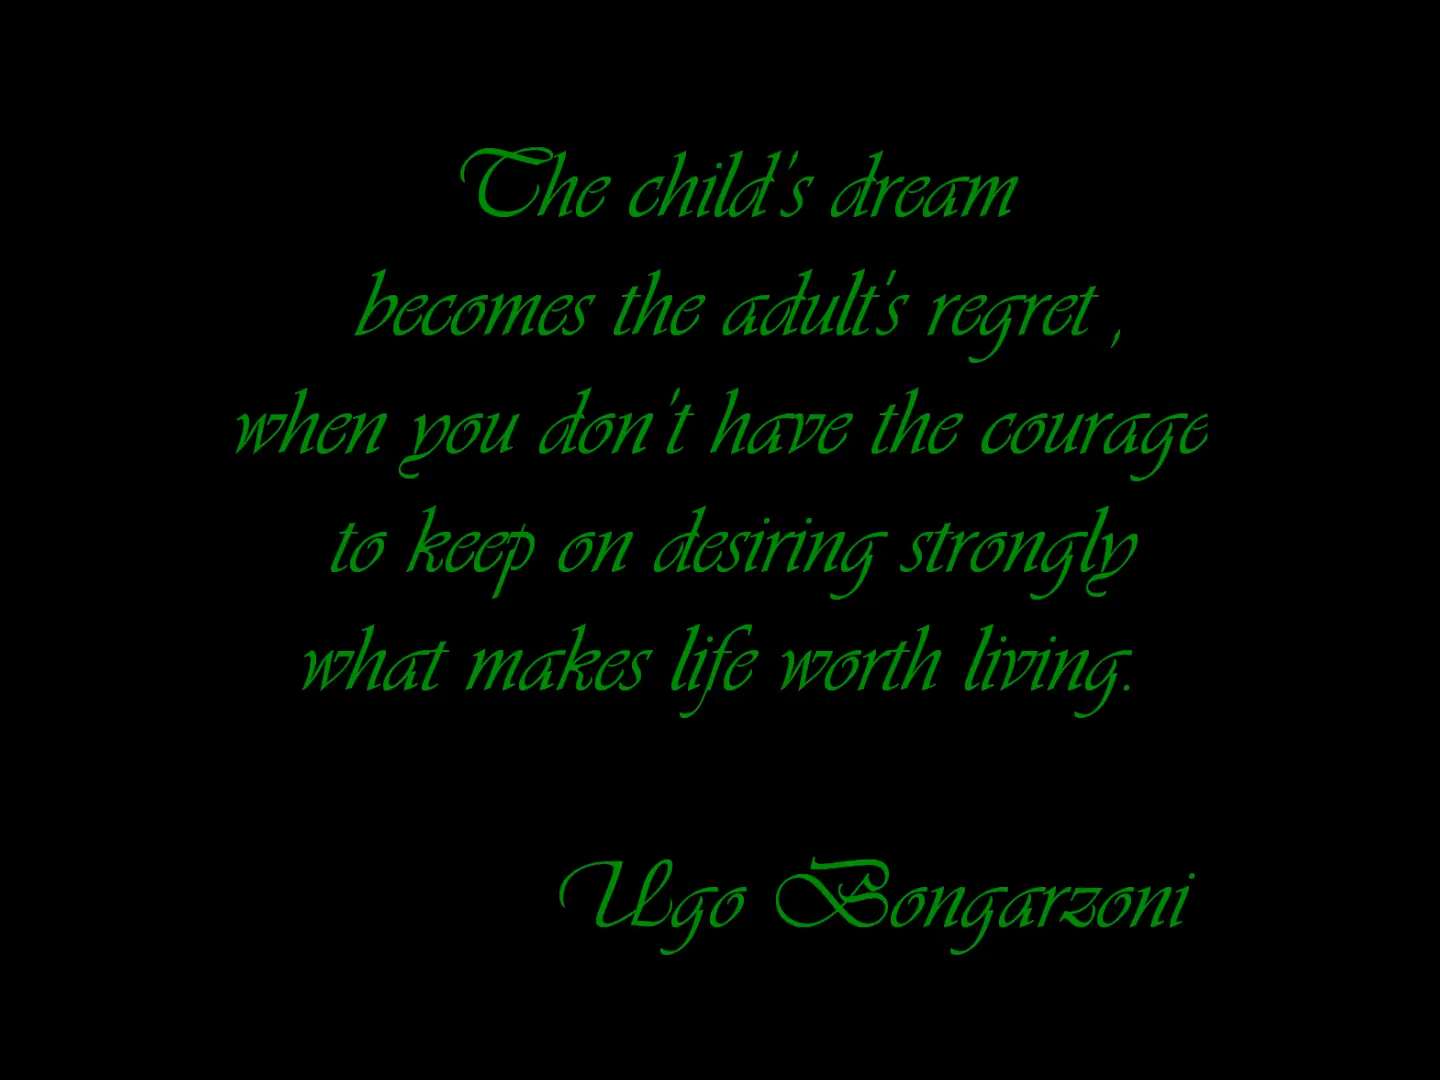 The child's dream
becomes the adult's regret ,
when you don't have the courage
to keep on desiring strongly
what makes life worth living.
Ugo Bongarzoni